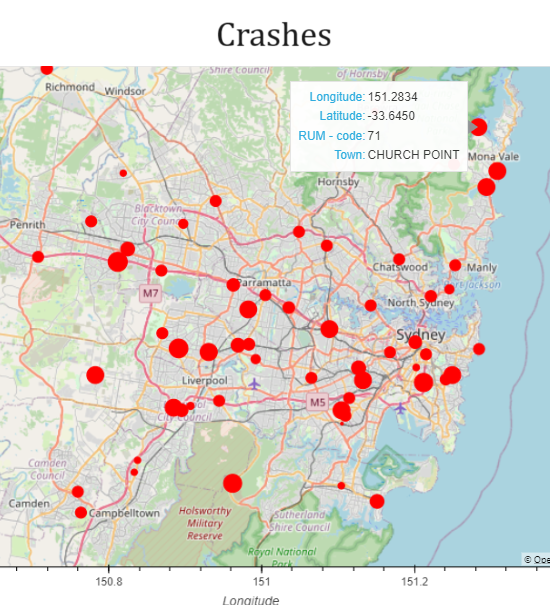 Crashes
Shire Council
of Hornsby
Richmond
Windsor
Longitude: 151.2834
Latitude: -33.6450
RUM - code: 71
Town: CHURCH POINT
Mona Vale
Hornsby
Blacktown
City Council
Penrith
Chatswood
Manly
Parramatta
M7
North Sydney
Port Jackson
Sydney
Liverpool
M5
City Council
Camden
Council
Camden
Campbelltown
Holsworthy
Military
Reserve
Sutherland
Shire Council
Royal National
Park
© Ope
150.8
151
151.2
Longitude